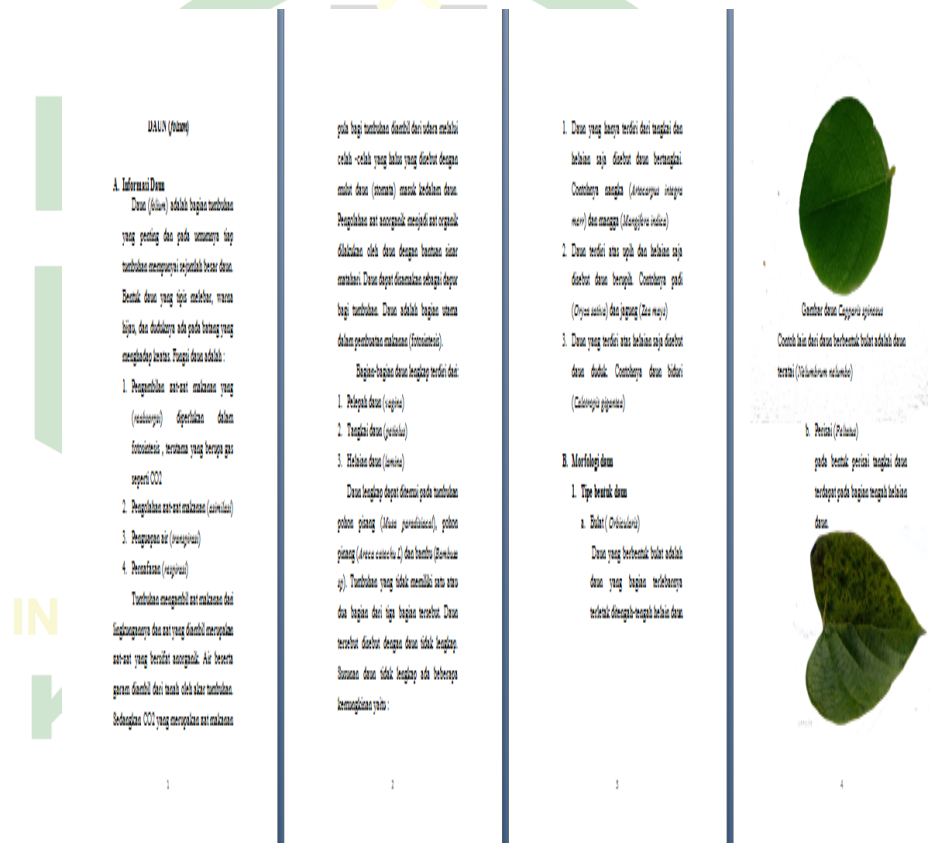 DAUN (folium)
A. Informasi Daun
Daun (folium) adalah bagian tumbuhan
yang penting dan pada umumnya tiap
tumbuhan mempunyai sejumlah besar daun.
Bentuk daun yang tipis melebar, warna
hijau, dan duduknya ada pada batang yang
menghadap keatas. Fungsi daun adalah :
1. Pengambilan zat-zat makanan yang
(reabsorpsi) diperlukan dalam
fotosintesis , terutama yang berupa gas
seperti CO2
2. Pengolahan zat-zat makanan (asimilasi)
3. Penguapan air (transpirasi)
4. Pernafasan (respirasi)
Tumbuhan mengambil zat makanan dari
lingkungannya dan zat yang diambil merupakan
zat-zat yang bersifat anorganik. Air beserta
garam diambil dari tanah oleh akar tumbuhan.
Sedangkan CO2 yang merupakan zat makanan
1
pula bagi tumbuhan diambil dari udara melalui
celah -celah yang halus yang disebut dengan
mulut daun (stomata) masuk kedalam daun.
Pengolahan zat anorganik menjadi zat organik
dilakukan oleh daun dengan bantuan sinar
matahari. Daun dapat disamakan sebagai dapur
bagi tumbuhan. Daun adalah bagian utama
dalam pembuatan makanan (fotosintesis).
Bagian-bagian daun lengkap terdiri dari:
1. Pelepah daun (vagina)
2. Tangkai daun (petiolus)
3. Helaian daun (lamina)
Daun lengkap dapat ditemui pada tumbuhan
pohon pisang (Musa paradisiaca), pohon
pinang (Areca catechu L) dan bambu (Bambusa
sp). Tumbuhan yang tidak memiliki satu atau
dua bagian dari tiga bagian tersebut. Daun
tersebut disebut dengan daun tidak lengkap.
Susunan daun tidak lengkap ada beberapa
kemungkinan yaitu :
2
1. Daun yang hanya terdiri dari tangkai dan
helaian saja disebut daun bertangkai.
Contohnya nangka (Artocarpus integra
merr) dan mangga (Mangifera indica)
2. Daun terdiri atas upih dan helaian saja
disebut daun berupih. Contohnya padi
(Oryza sativa) dan jagung (Zea mays)
3. Daun yang terdiri atas helaian saja disebut
daun duduk. Contohnya daun biduri
(Calotropis gigantea)
B. Morfologi daun
1. Tipe bentuk daun
a. Bulat ( Orbicularis)
Daun yang berbentuk bulat adalah
daun yang bagian terlebarnya
terletak ditengah-tengah helain daun
3
Gambar daun Capparis spinosus
Contoh lain dari daun berbentuk bulat adalah daun
teratai (Nelumbium nelumbo)
b. Perisai (Peltatus)
pada bentuk perisai tangkai daun
terdapat pada bagian tengah helaian
daun.
4
IN